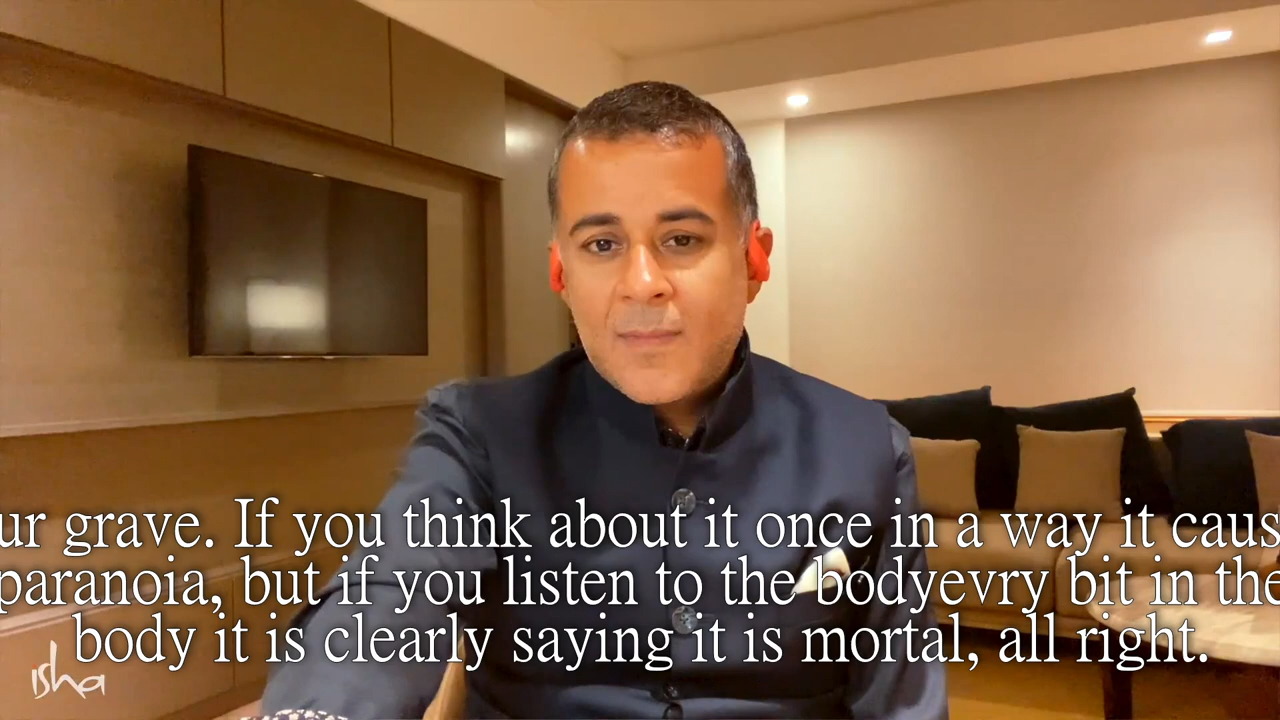 ur grave. If you think about it once in a way it caus
paranoia, but if you listen to the bodyevry bit in the
body it is clearly saying it is mortal, all right.
isha